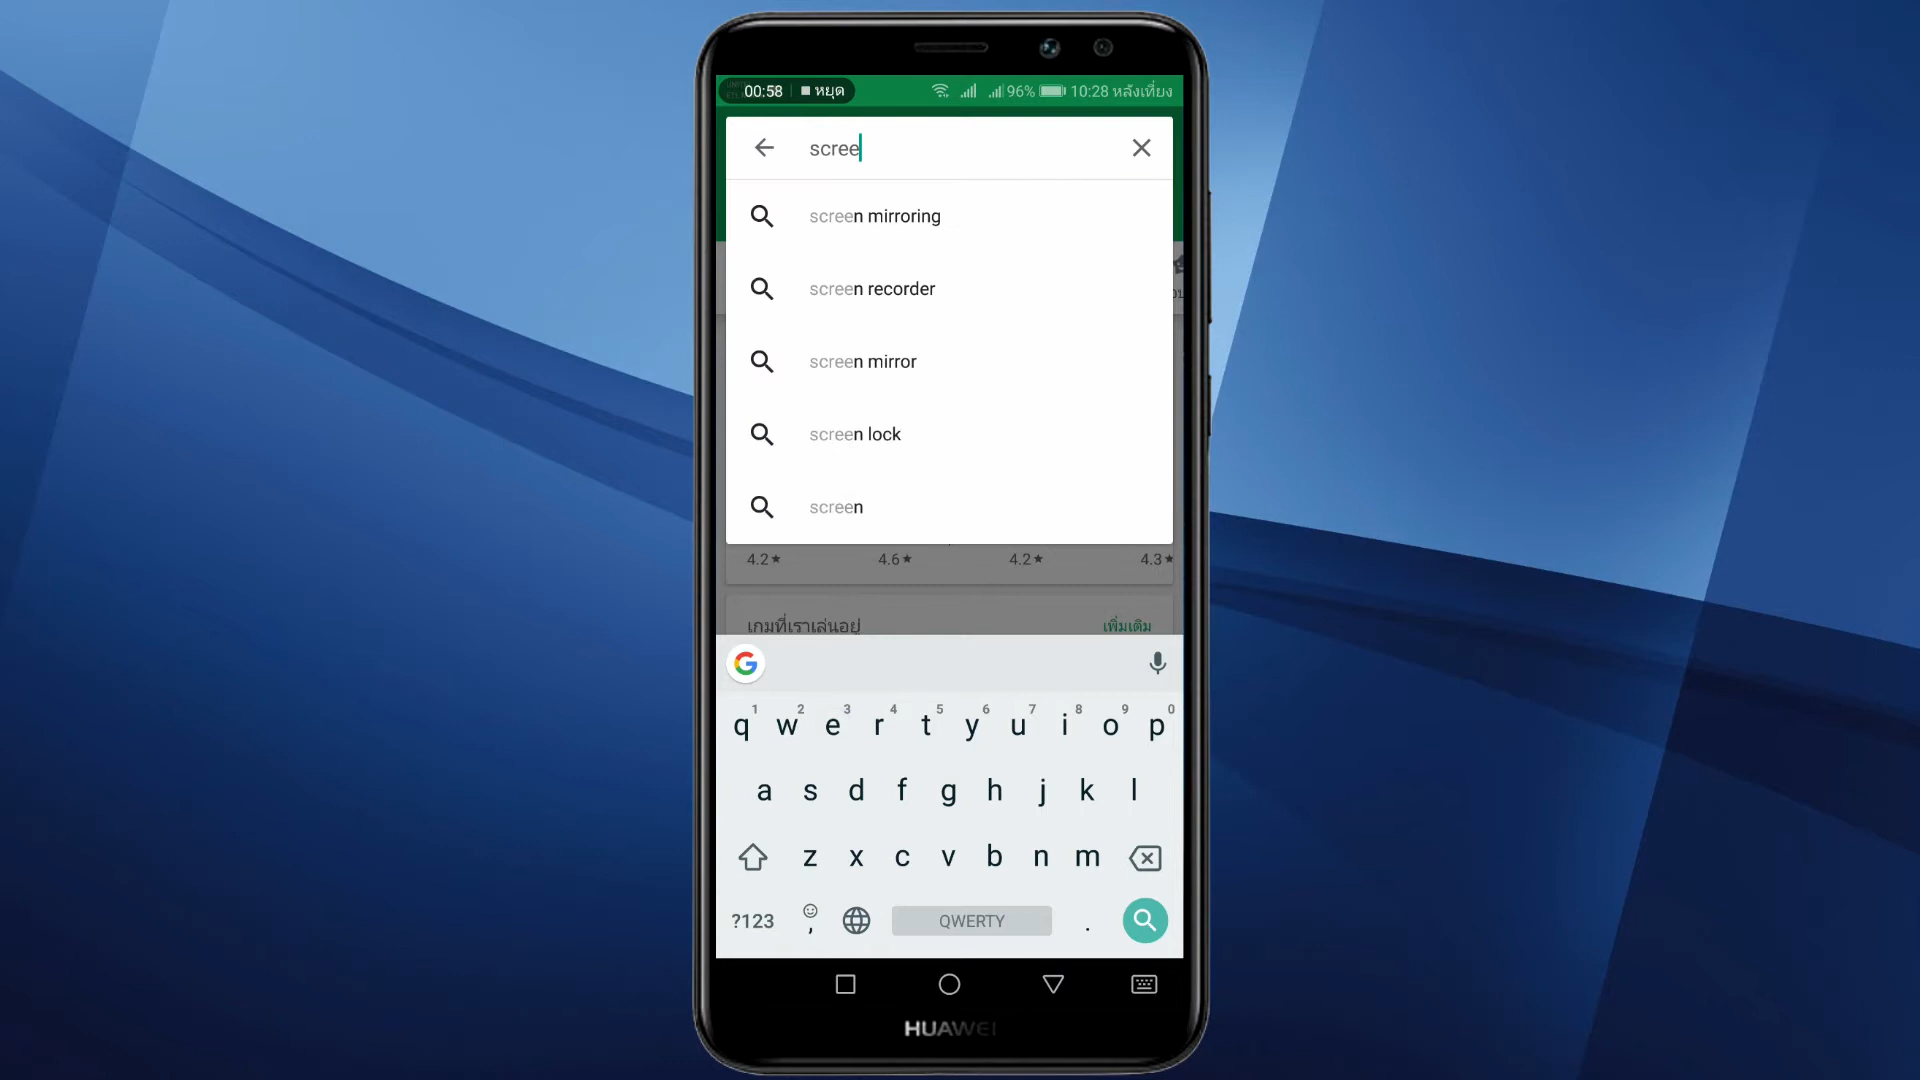 00:58 หยุด 96% 10:28 หลังเที่ยง
scree
screen mirroring
screen recorder
screen mirror
screen lock
screen
4.2★ 4.6★ 4.2★ 4.3★
เกมที่เราเล่นอยู่ เพิ่มเติม
G
1 2 3 4 5 6 7 8 9 0
q w e r t y u i o p
a s d f g h j k l
z x c v b n m
?123 , QWERTY .
HUAWEI